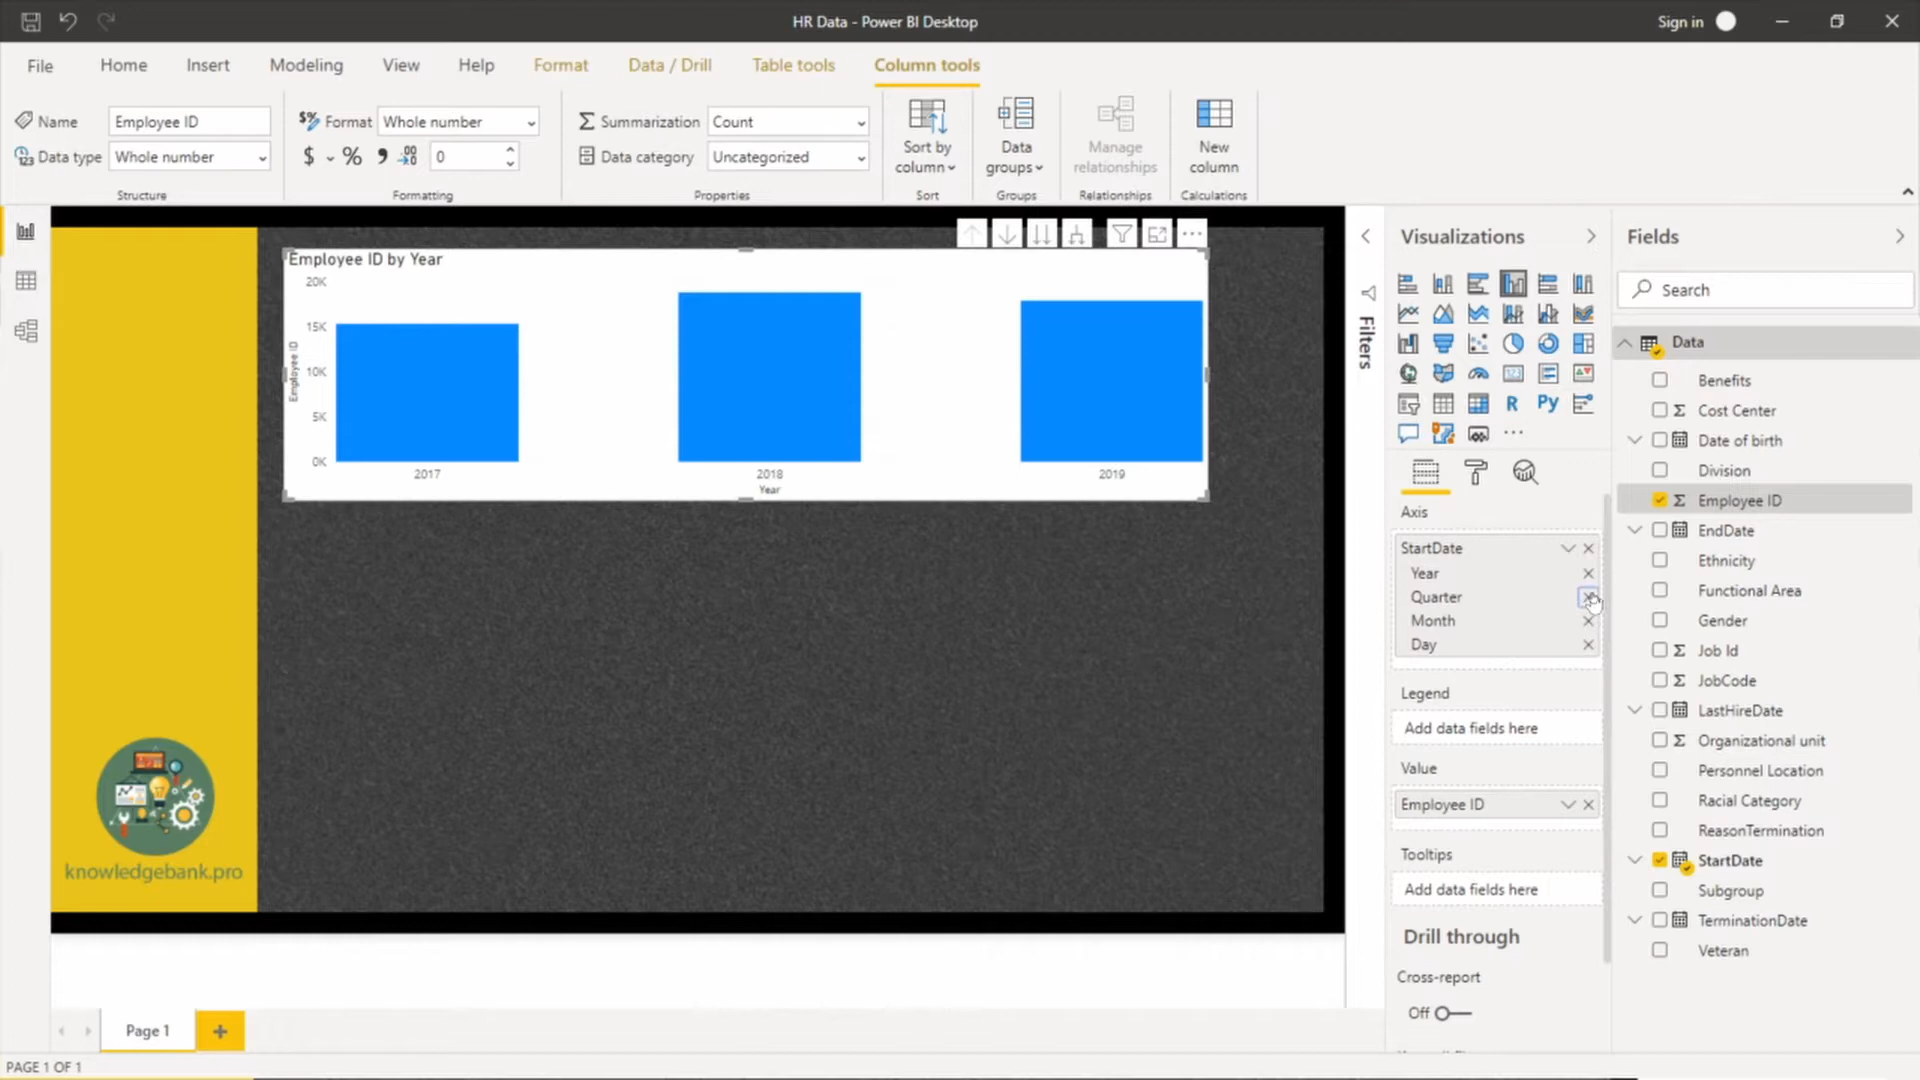 HR Data - Power BI Desktop
Sign in
File
Home
Insert
Modeling
View
Help
Format
Data / Drill
Table tools
Column tools
Name
Employee ID
Data type
Whole number
Structure
Format
Whole number
$
%
0
Formatting
Summarization
Count
Data category
Uncategorized
Properties
Sort by
column
Sort
Data
groups
Groups
Manage
relationships
Relationships
New
column
Calculations
Employee ID by Year
20K
15K
10K
5K
0K
Employee ID
2017
2018
2019
Year
knowledgebank.pro
Filters
Visualizations
R
Py
Axis
StartDate
Year
Quarter
Month
Day
Legend
Add data fields here
Value
Employee ID
Tooltips
Add data fields here
Drill through
Cross-report
Off
Fields
Search
Data
Benefits
Cost Center
Date of birth
Division
Employee ID
EndDate
Ethnicity
Functional Area
Gender
Job Id
JobCode
LastHireDate
Organizational unit
Personnel Location
Racial Category
ReasonTermination
StartDate
Subgroup
TerminationDate
Veteran
Page 1
PAGE 1 OF 1